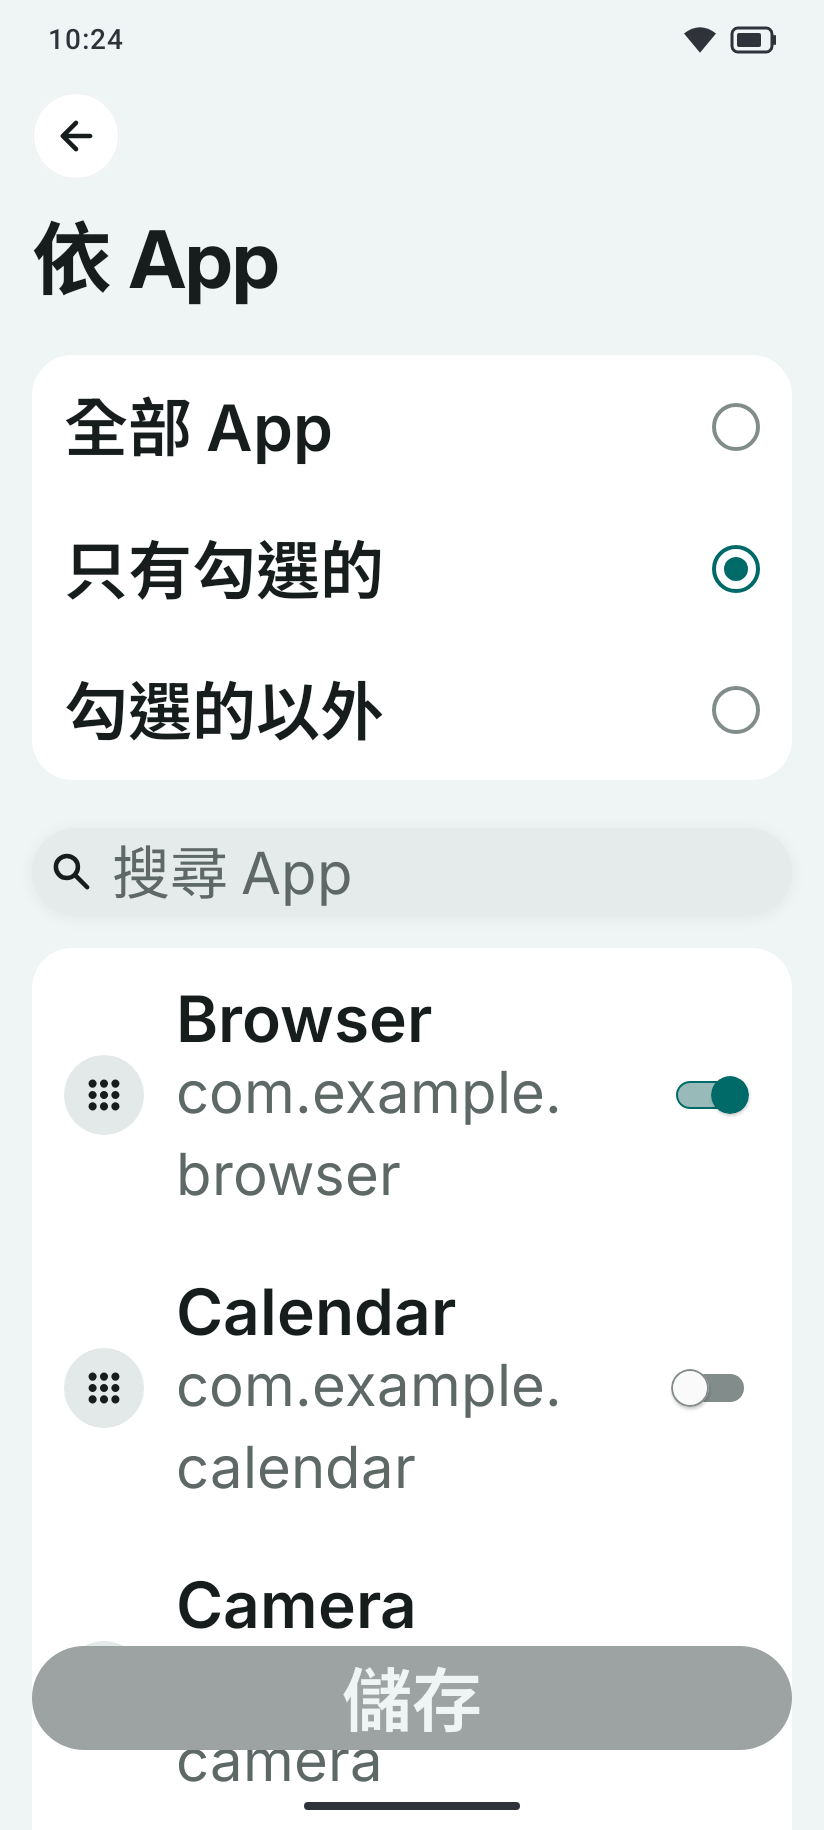 10:24
依 App
全部 App
只有勾選的
勾選的以外
搜尋 App
Browser
com.example.
browser
Calendar
com.example.
calendar
Camera
儲存
camera